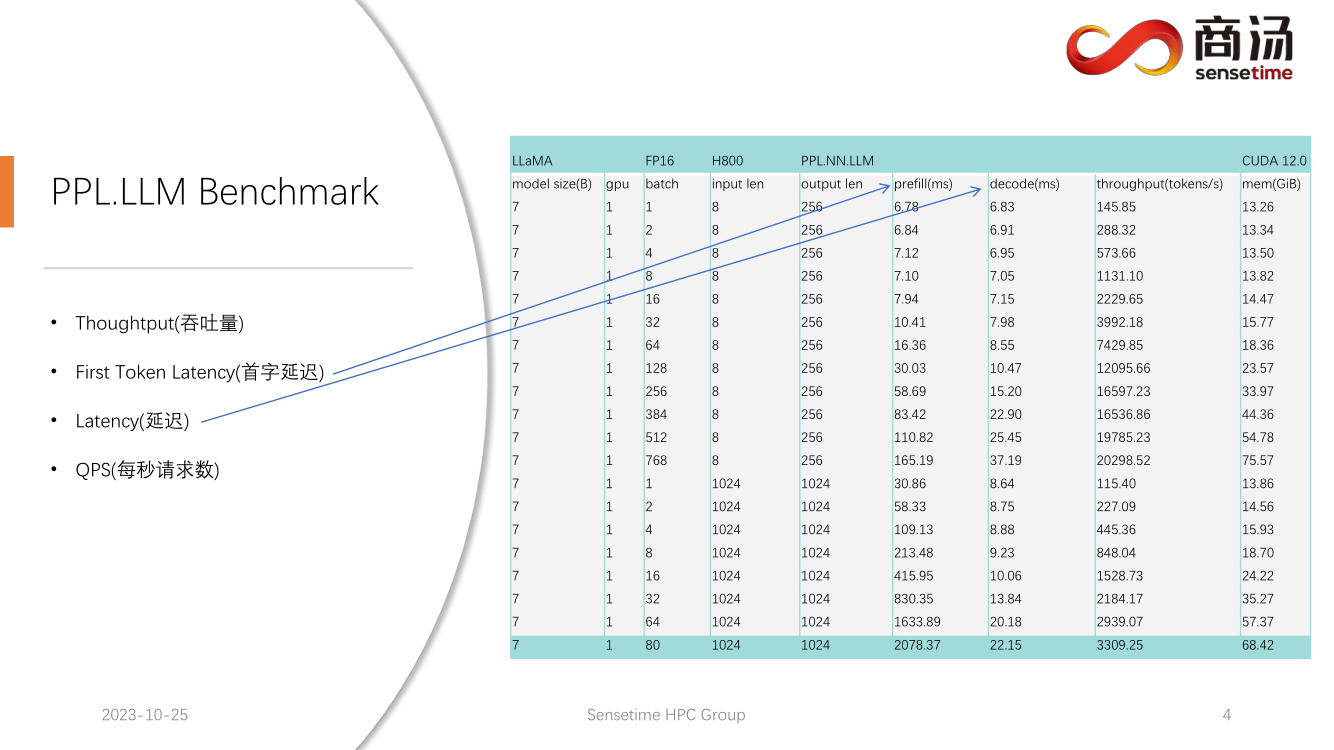 商汤
sensetime
PPL.LLM Benchmark
• Thoughtput(吞吐量)
• First Token Latency(首字延迟)
• Latency(延迟)
• QPS(每秒请求数)
LLaMA FP16 H800 PPL.NN.LLM CUDA 12.0
model size(B) gpu batch input len output len prefill(ms) decode(ms) throughput(tokens/s) mem(GiB)
7 1 1 8 256 6.78 6.83 145.85 13.26
7 1 2 8 256 6.84 6.91 288.32 13.34
7 1 4 8 256 7.12 6.95 573.66 13.50
7 1 8 8 256 7.10 7.05 1131.10 13.82
7 1 16 8 256 7.94 7.15 2229.65 14.47
7 1 32 8 256 10.41 7.98 3992.18 15.77
7 1 64 8 256 16.36 8.55 7429.85 18.36
7 1 128 8 256 30.03 10.47 12095.66 23.57
7 1 256 8 256 58.69 15.20 16597.23 33.97
7 1 384 8 256 83.42 22.90 16536.86 44.36
7 1 512 8 256 110.82 25.45 19785.23 54.78
7 1 768 8 256 165.19 37.19 20298.52 75.57
7 1 1 1024 1024 30.86 8.64 115.40 13.86
7 1 2 1024 1024 58.33 8.75 227.09 14.56
7 1 4 1024 1024 109.13 8.88 445.36 15.93
7 1 8 1024 1024 213.48 9.23 848.04 18.70
7 1 16 1024 1024 415.95 10.06 1528.73 24.22
7 1 32 1024 1024 830.35 13.84 2184.17 35.27
7 1 64 1024 1024 1633.89 20.18 2939.07 57.37
7 1 80 1024 1024 2078.37 22.15 3309.25 68.42
2023-10-25 Sensetime HPC Group 4